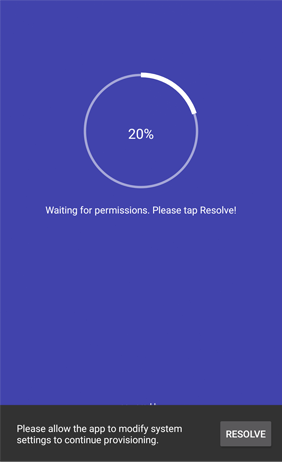 20%
Waiting for permissions. Please tap Resolve!
Please allow the app to modify system
settings to continue provisioning.
RESOLVE